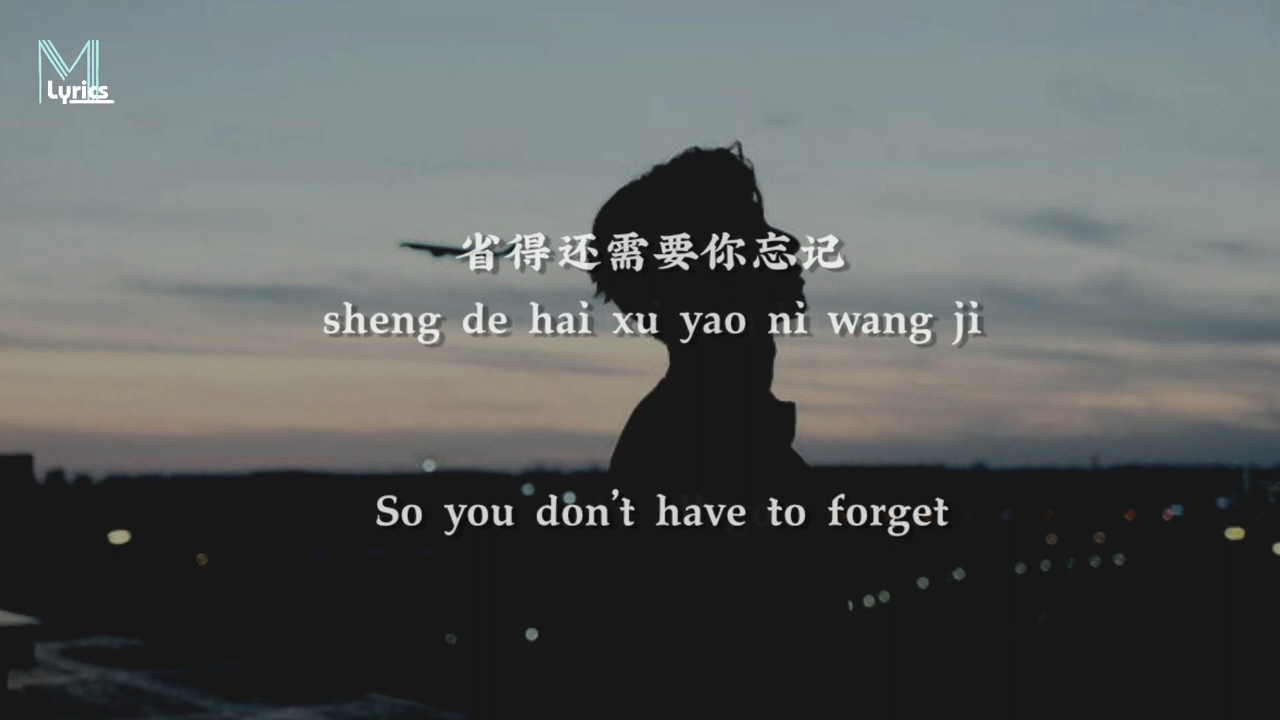 M
Lyrics
省得还需要你忘记
sheng de hai xu yao ni wang ji
So you don't have to forget